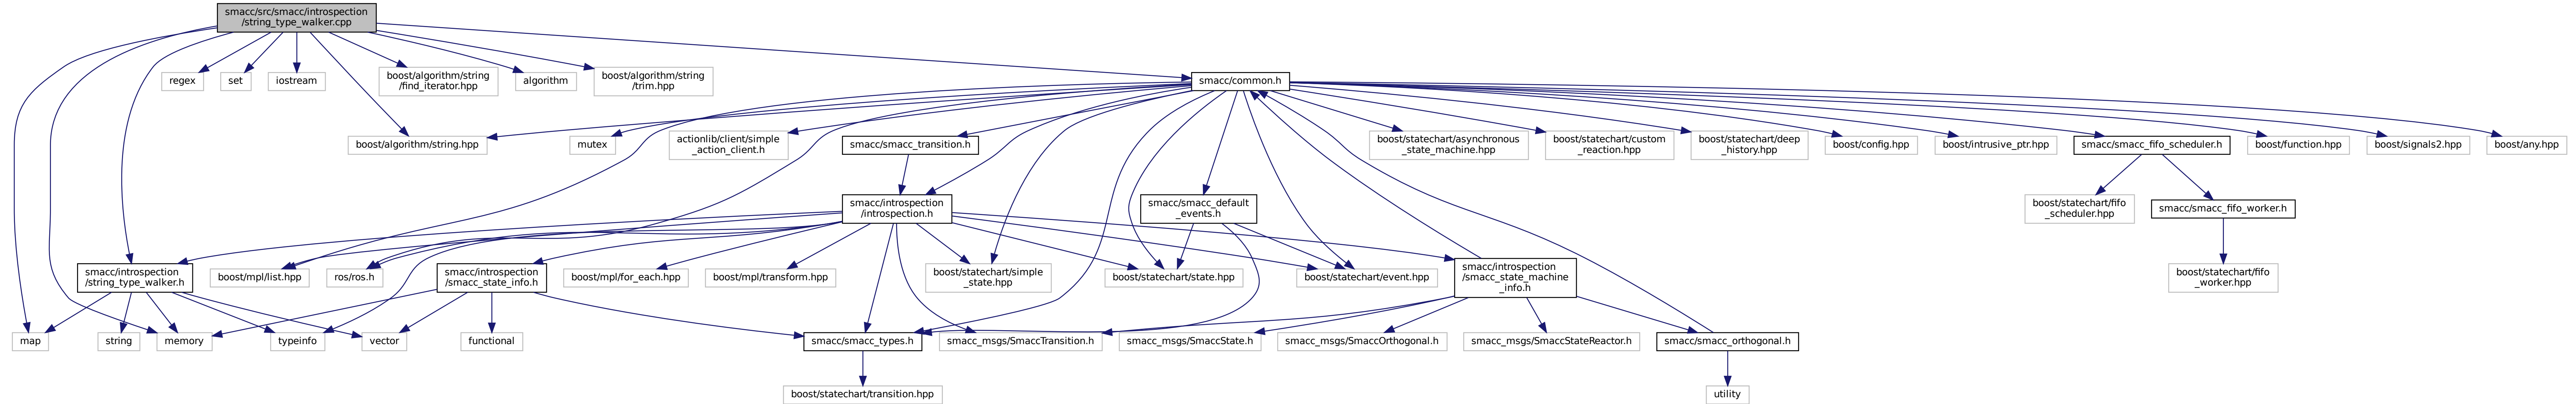 smacc/src/smacc/introspection
/string_type_walker.cpp
regex
set
iostream
boost/algorithm/string
/find_iterator.hpp
algorithm
boost/algorithm/string
/trim.hpp
smacc/common.h
boost/algorithm/string.hpp
mutex
actionlib/client/simple
_action_client.h
smacc/smacc_transition.h
boost/statechart/asynchronous
_state_machine.hpp
boost/statechart/custom
_reaction.hpp
boost/statechart/deep
_history.hpp
boost/config.hpp
boost/intrusive_ptr.hpp
smacc/smacc_fifo_scheduler.h
boost/function.hpp
boost/signals2.hpp
boost/any.hpp
smacc/introspection
/introspection.h
smacc/smacc_default
_events.h
boost/statechart/fifo
_scheduler.hpp
smacc/smacc_fifo_worker.h
smacc/introspection
/string_type_walker.h
boost/mpl/list.hpp
ros/ros.h
smacc/introspection
/smacc_state_info.h
boost/mpl/for_each.hpp
boost/mpl/transform.hpp
boost/statechart/simple
_state.hpp
boost/statechart/state.hpp
boost/statechart/event.hpp
smacc/introspection
/smacc_state_machine
_info.h
boost/statechart/fifo
_worker.hpp
map
string
memory
typeinfo
vector
functional
smacc/smacc_types.h
smacc_msgs/SmaccTransition.h
smacc_msgs/SmaccState.h
smacc_msgs/SmaccOrthogonal.h
smacc_msgs/SmaccStateReactor.h
smacc/smacc_orthogonal.h
boost/statechart/transition.hpp
utility